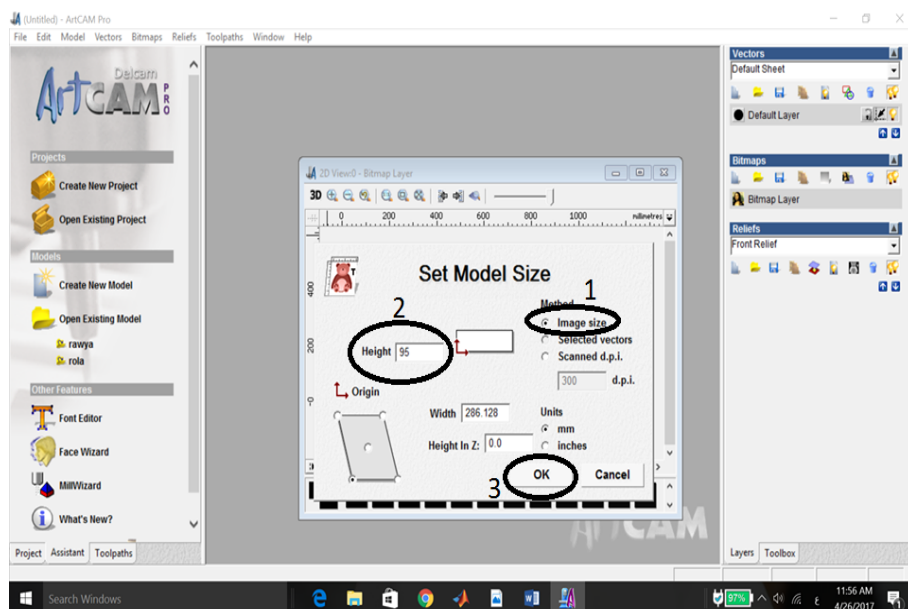 (Untitled) - ArtCAM Pro
File Edit Model Vectors Bitmaps Reliefs Toolpaths Window Help
Delcam
ArtCAM PRO
Projects
Create New Project
Open Existing Project
Models
Create New Model
Open Existing Model
rawya
rola
Other Features
Font Editor
Face Wizard
MillWizard
What's New?
Project Assistant Toolpaths
2D View:0 - Bitmap Layer
3D
0 200 400 600 800 1000 millimetres
400
200
0
Set Model Size
1
Method
Image size
Selected vectors
Scanned d.p.i.
300 d.p.i.
2
Height 95
Origin
Width 286.128
Height In Z: 0.0
Units
mm
inches
3
OK Cancel
ArtCAM
Vectors
Default Sheet
Default Layer
Bitmaps
Bitmap Layer
Reliefs
Front Relief
Layers Toolbox
Search Windows
97%
ع
11:56 AM
4/26/2017